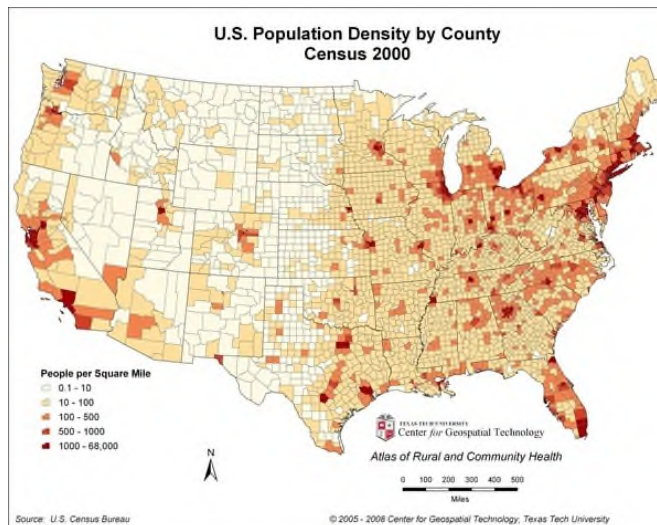 U.S. Population Density by County
Census 2000
People per Square Mile
0.1 - 10
10 - 100
100 - 500
500 - 1000
1000 - 68,000
N
TEXAS TECH UNIVERSITY
Center for Geospatial Technology
Atlas of Rural and Community Health
0 100 200 300 400 500
Miles
Source: U.S. Census Bureau
© 2005 - 2008 Center for Geospatial Technology, Texas Tech University